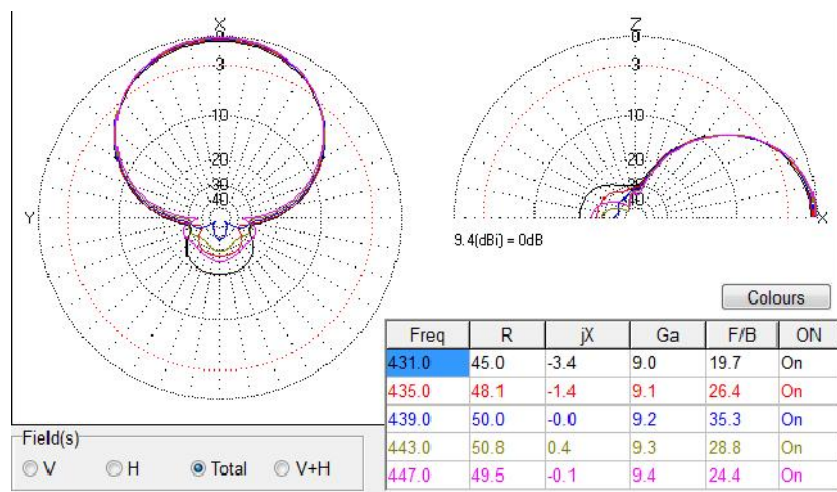 X
0
3
10
20
30
40
Y
Z
0
3
10
20
30
40
X
9.4(dBi) = 0dB
Colours
Freq R jX Ga F/B ON
431.0 45.0 -3.4 9.0 19.7 On
435.0 48.1 -1.4 9.1 26.4 On
439.0 50.0 -0.0 9.2 35.3 On
443.0 50.8 0.4 9.3 28.8 On
447.0 49.5 -0.1 9.4 24.4 On
Field(s)
V H Total V+H